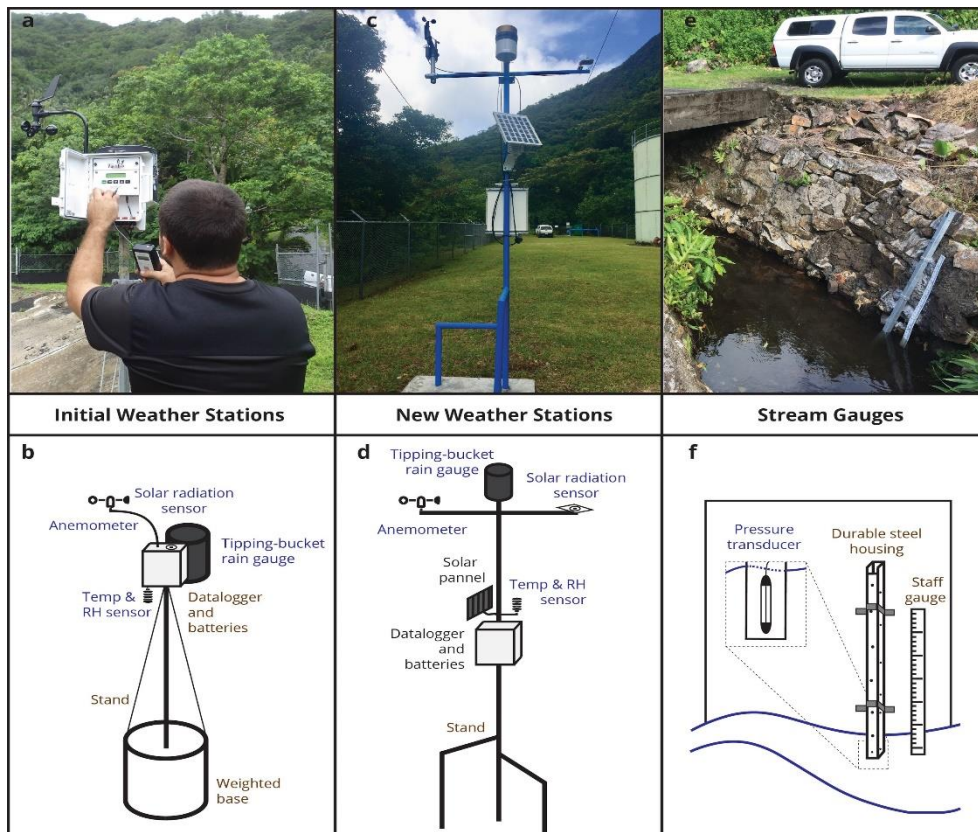 a
c
e
Initial Weather Stations
New Weather Stations
Stream Gauges
b
Solar radiation
sensor
Anemometer
Tipping-bucket
rain gauge
Temp &
RH sensor
Datalogger
and
batteries
Stand
Weighted
base
d
Tipping-bucket
rain gauge
Solar radiation
sensor
Anemometer
Solar
pannel
Temp & RH
sensor
Datalogger
and
batteries
Stand
f
Pressure
transducer
Durable steel
housing
Staff
gauge